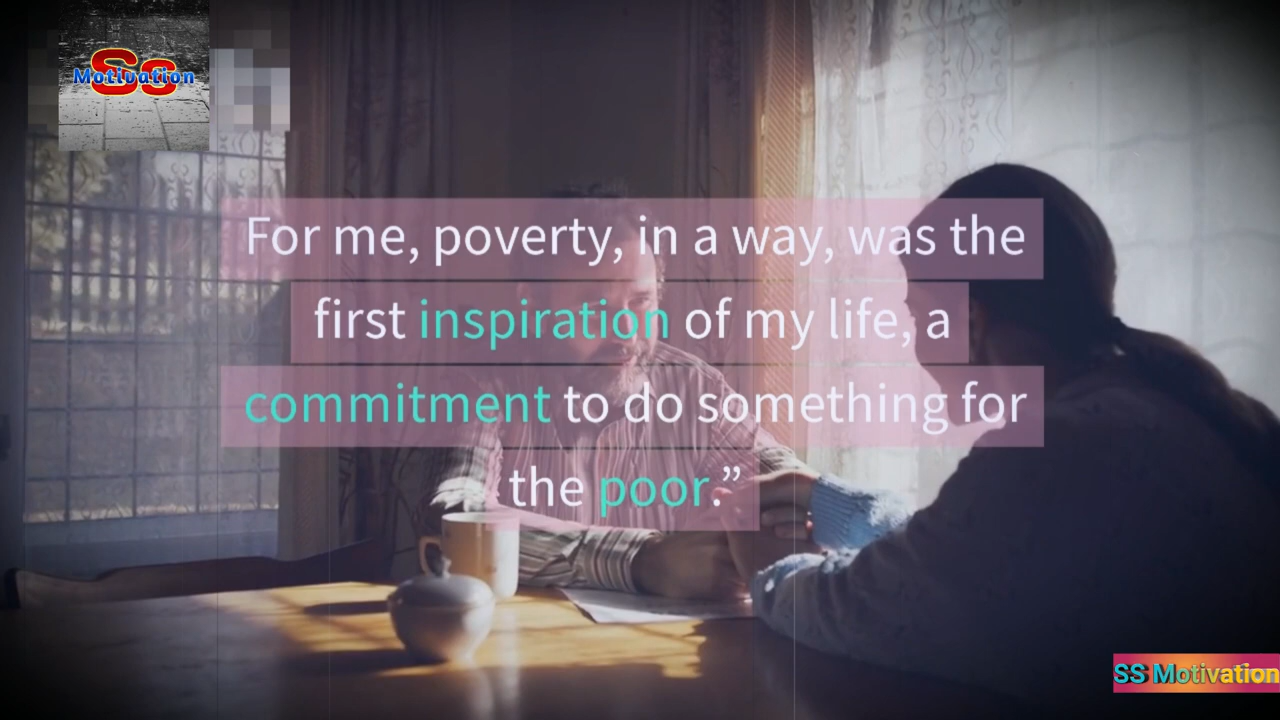 Ss
Motivation
For me, poverty, in a way, was the
first inspiration of my life, a
commitment to do something for
the poor.”
SS Motivation